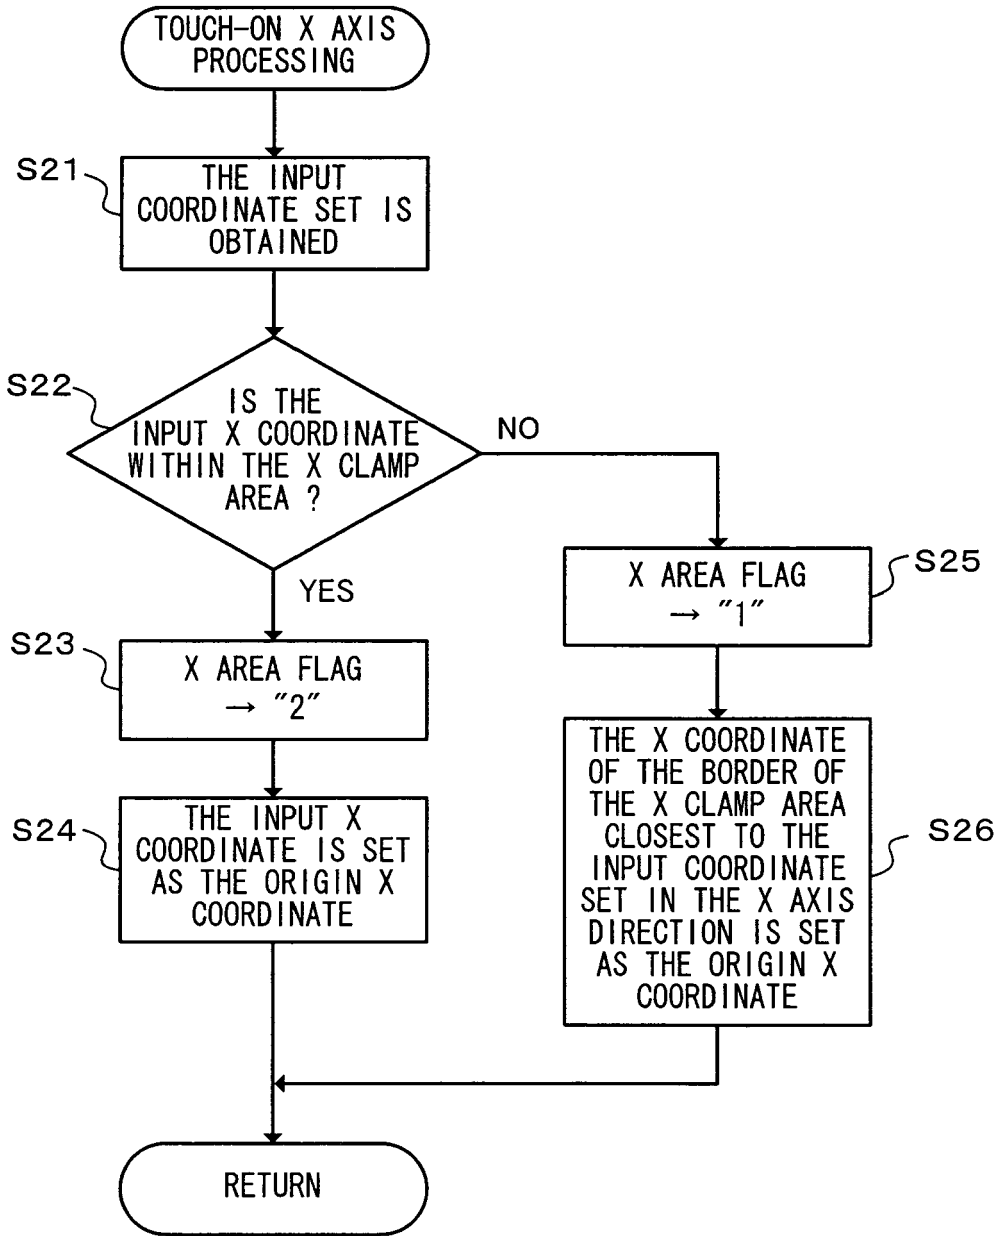 TOUCH-ON X AXIS
PROCESSING
S21
THE INPUT
COORDINATE SET IS
OBTAINED
S22
IS THE
INPUT X COORDINATE
WITHIN THE X CLAMP
AREA ?
NO
YES
S23
X AREA FLAG
→ "2"
S24
THE INPUT X
COORDINATE IS SET
AS THE ORIGIN X
COORDINATE
S25
X AREA FLAG
→ "1"
S26
THE X COORDINATE
OF THE BORDER OF
THE X CLAMP AREA
CLOSEST TO THE
INPUT COORDINATE
SET IN THE X AXIS
DIRECTION IS SET
AS THE ORIGIN X
COORDINATE
RETURN